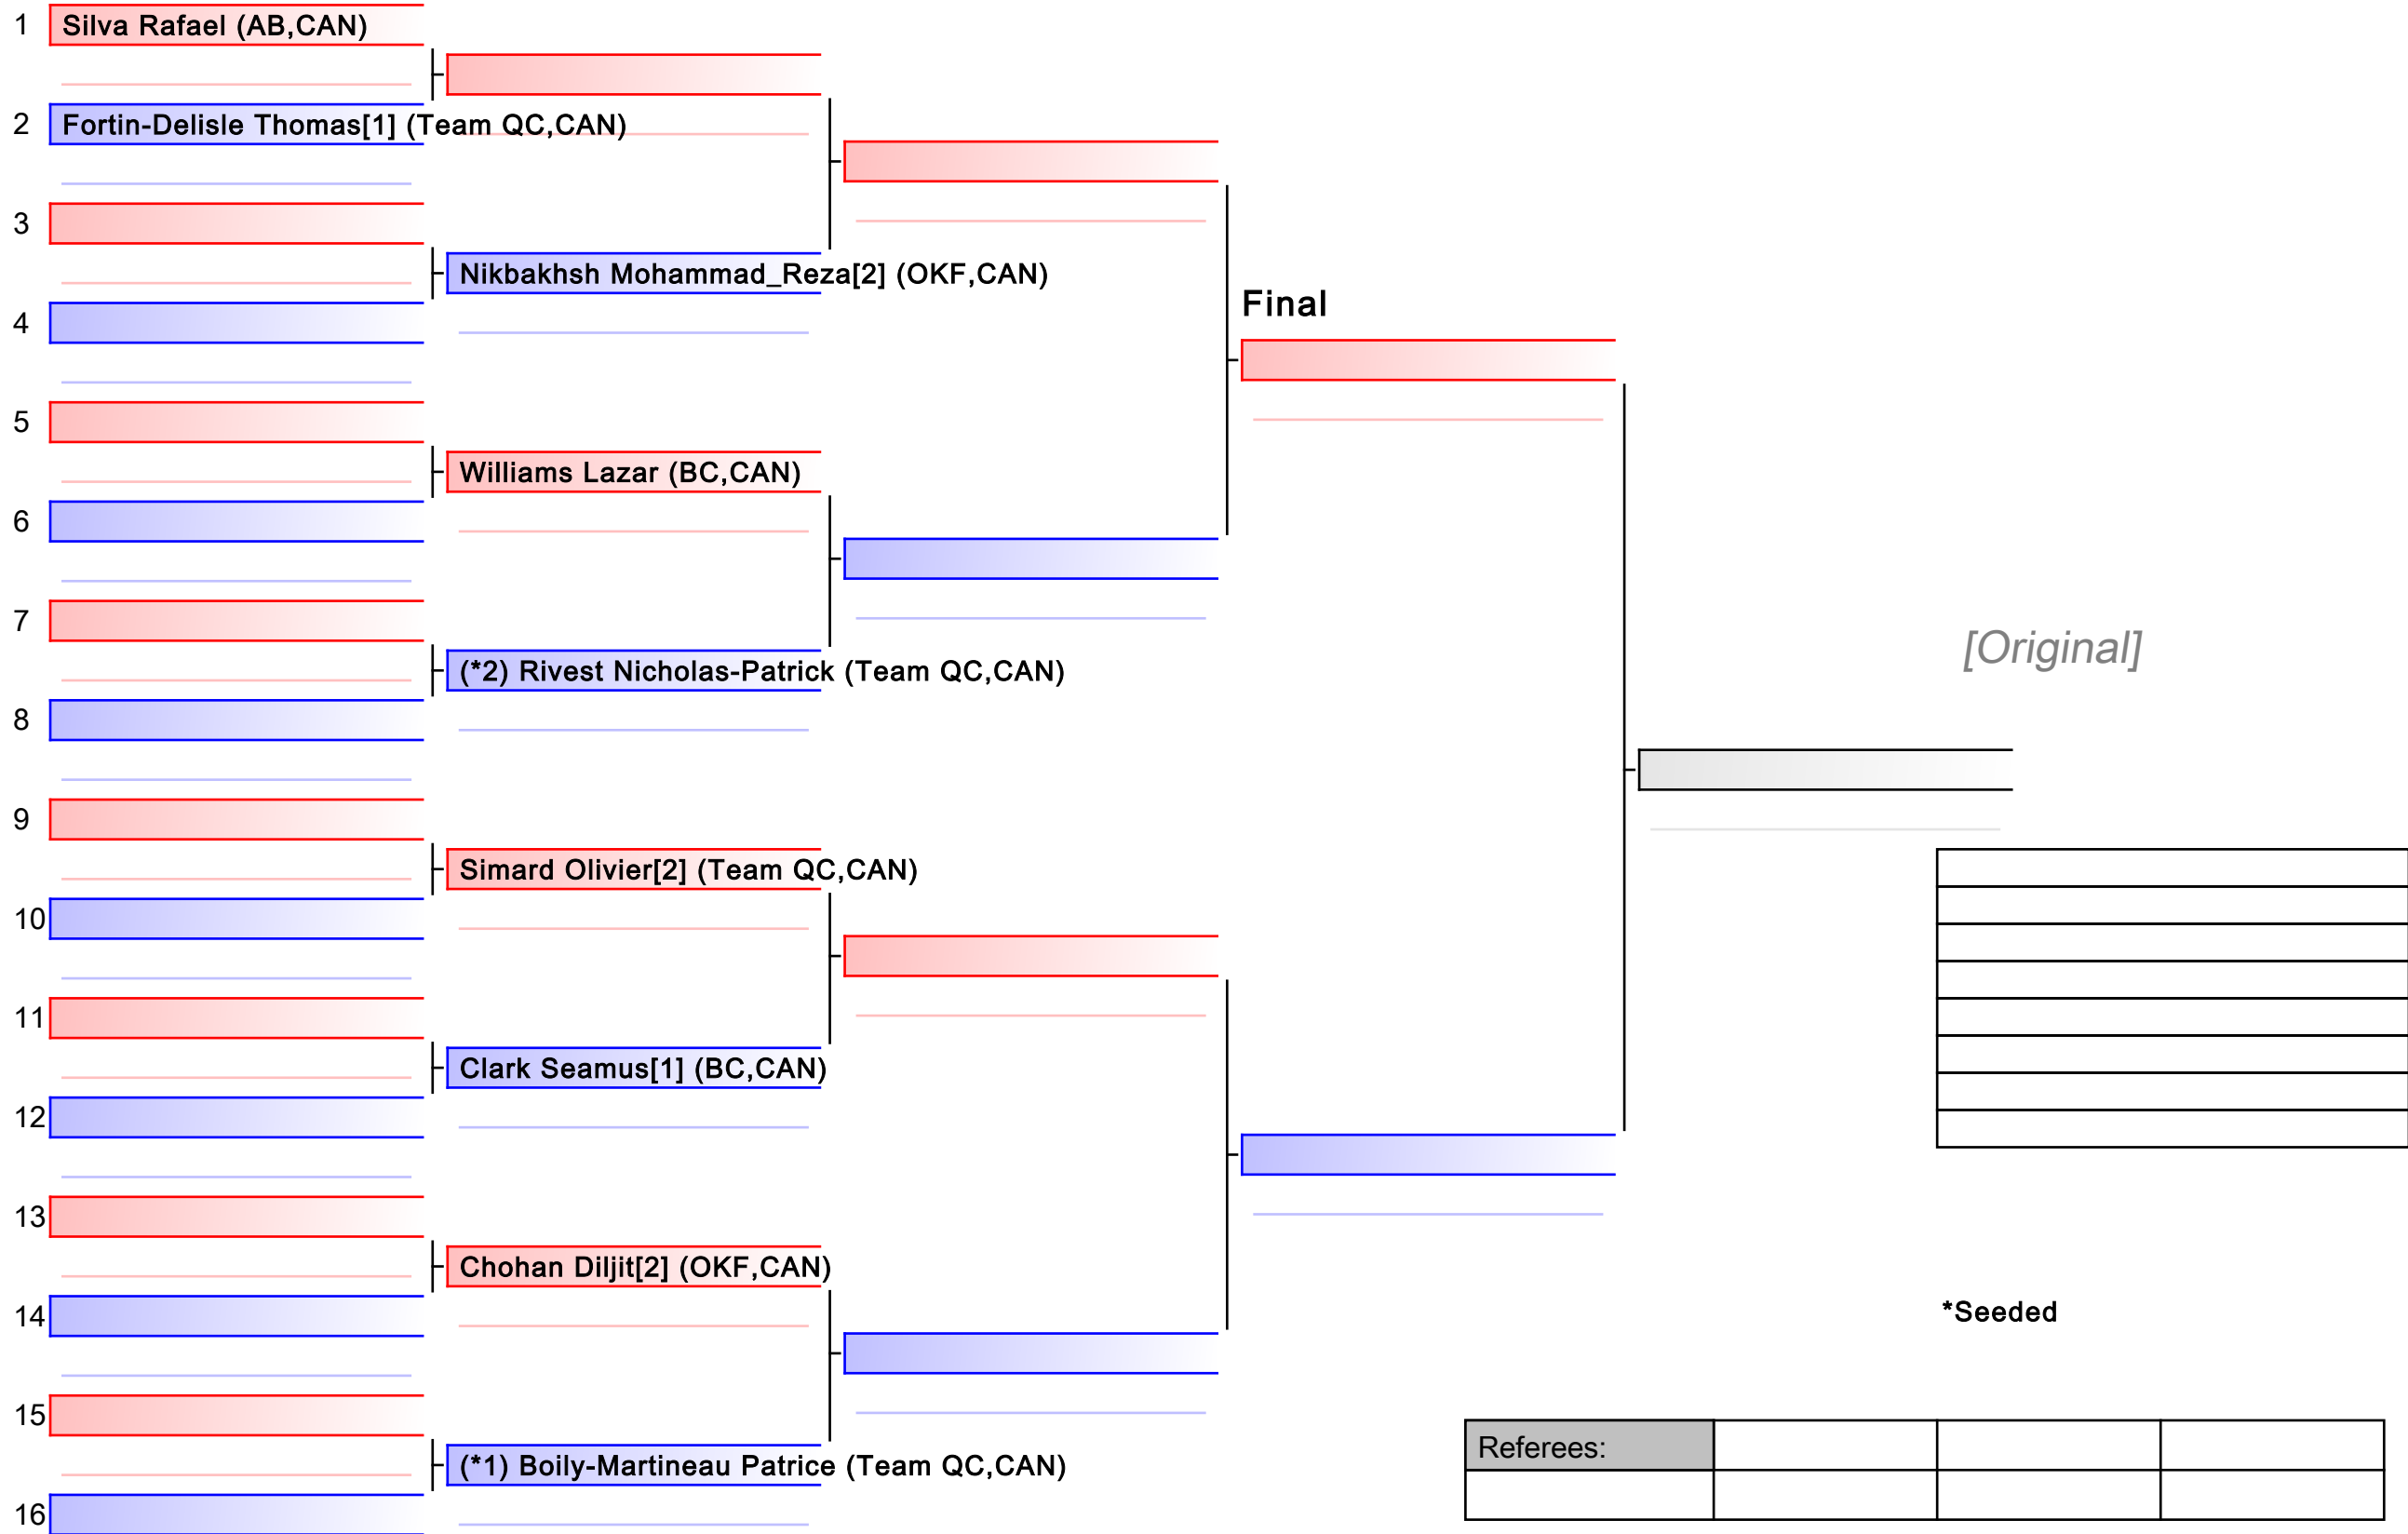 1 Silva Rafael (AB,CAN)
2 Fortin-Delisle Thomas[1] (Team QC,CAN)
3
Nikbakhsh Mohammad_Reza[2] (OKF,CAN)
Final
4
5
Williams Lazar (BC,CAN)
6
7
[Original]
(*2) Rivest Nicholas-Patrick (Team QC,CAN)
8
9
Simard Olivier[2] (Team QC,CAN)
10
11
Clark Seamus[1] (BC,CAN)
12
13
Chohan Diljit[2] (OKF,CAN)
14
*Seeded
15
Referees:
(*1) Boily-Martineau Patrice (Team QC,CAN)
16